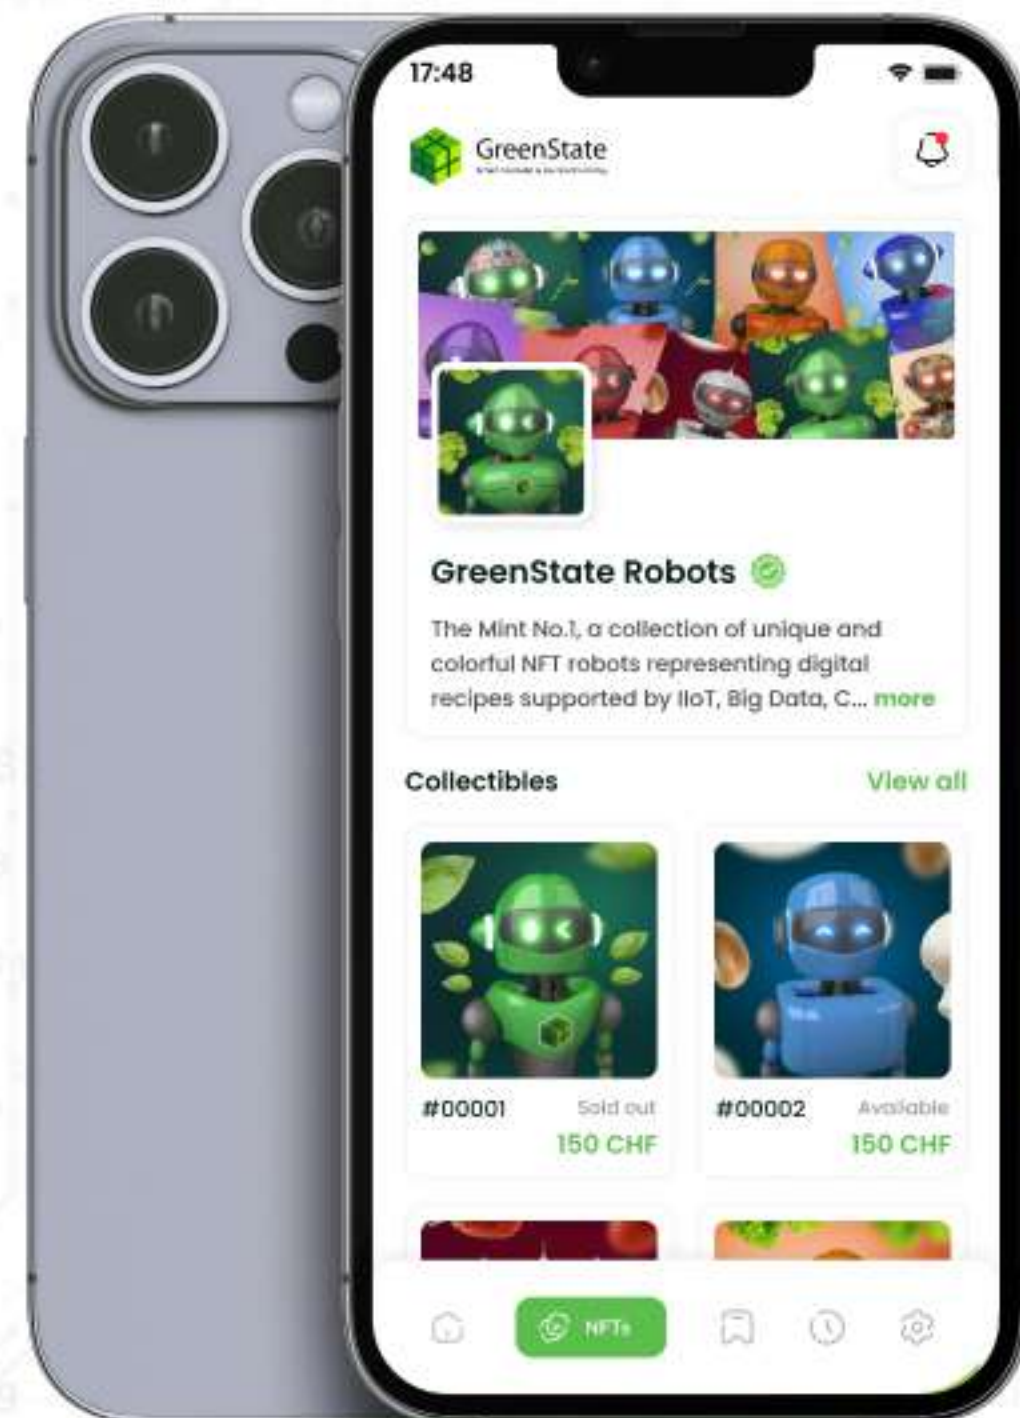 17:48
GreenState
GreenState Robots
The Mint No.1, a collection of unique and
colorful NFT robots representing digital
recipes supported by IIoT, Big Data, C... more
Collectibles View all
#00001 Sold out
150 CHF
#00002 Available
150 CHF
NFTs